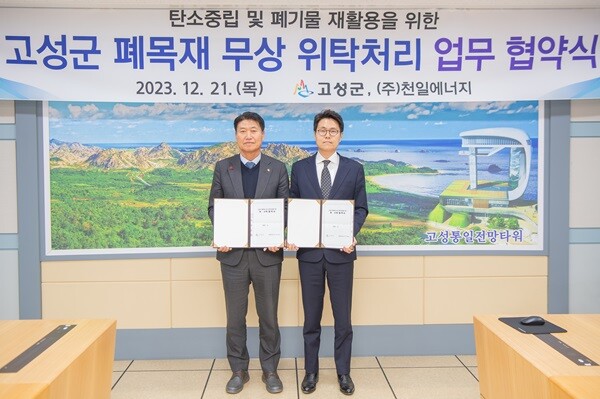 탄소중립 및 폐기물 재활용을 위한
고성군 폐목재 무상 위탁처리 업무 협약식
2023. 12. 21.(목) 고성군, (주)천일에너지
고성통일전망타워